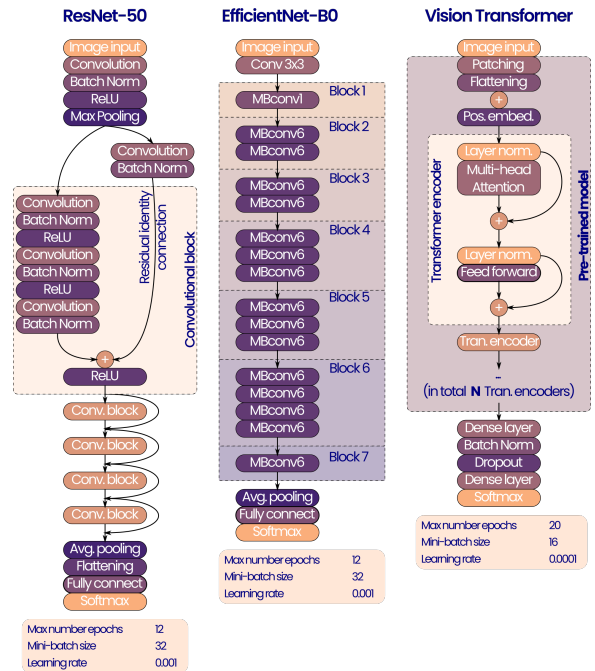 ResNet-50
Image input
Convolution
Batch Norm
ReLU
Max Pooling
Convolution
Batch Norm
Convolution
Batch Norm
ReLU
Convolution
Batch Norm
ReLU
Convolution
Batch Norm
Residual identity
connection
Convolutional block
+
ReLU
Conv. block
Conv. block
Conv. block
Conv. block
Avg. pooling
Flattening
Fully connect
Softmax
Max number epochs 12
Mini-batch size 32
Learning rate 0.001
EfficientNet-B0
Image input
Conv 3x3
Block 1
MBconv1
Block 2
MBconv6
MBconv6
Block 3
MBconv6
MBconv6
Block 4
MBconv6
MBconv6
MBconv6
Block 5
MBconv6
MBconv6
MBconv6
Block 6
MBconv6
MBconv6
MBconv6
MBconv6
Block 7
MBconv6
Avg. pooling
Fully connect
Softmax
Max number epochs 12
Mini-batch size 32
Learning rate 0.001
Vision Transformer
Image input
Patching
Flattening
+
Pos. embed.
Layer norm.
Multi-head
Attention
+
Layer norm.
Feed forward
+
Transformer encoder
Pre-trained model
Tran. encoder
(in total N Tran. encoders)
Dense layer
Batch Norm
Dropout
Dense layer
Softmax
Max number epochs 20
Mini-batch size 16
Learning rate 0.0001